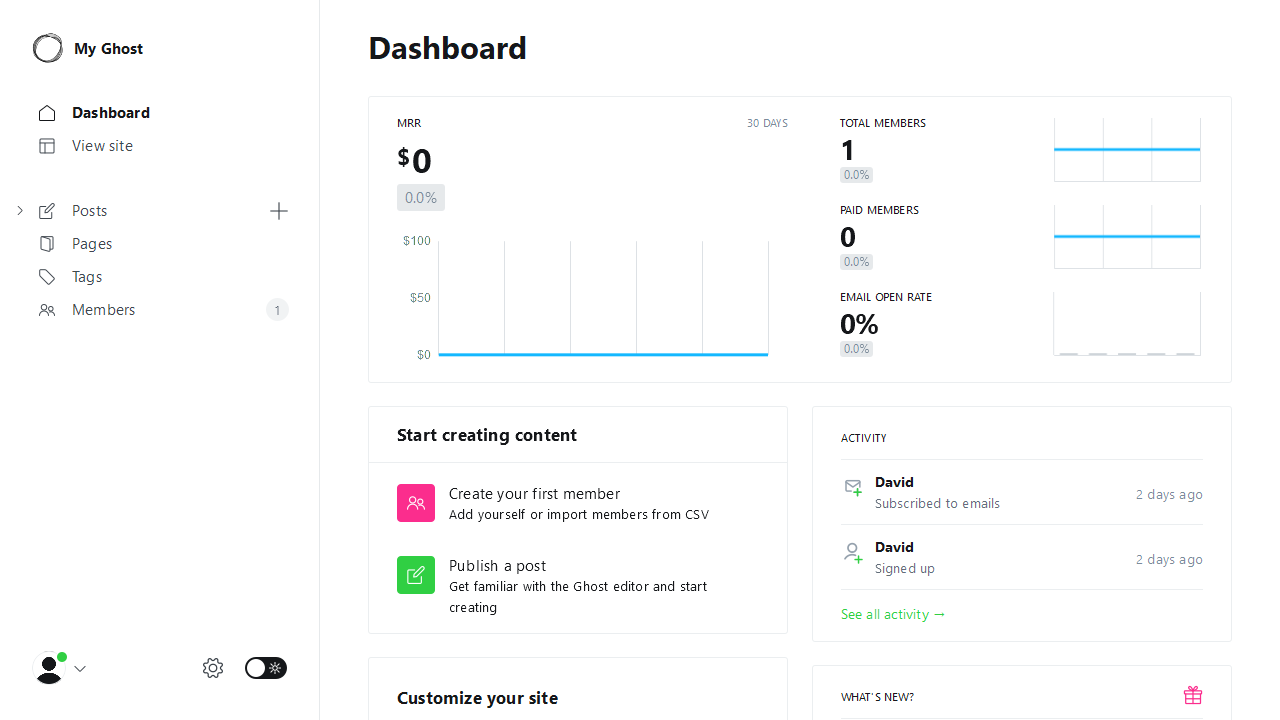 My Ghost
Dashboard
View site
Posts
Pages
Tags
Members
1
Dashboard
MRR
30 DAYS
$0
0.0%
$100
$50
$0
TOTAL MEMBERS
1
0.0%
PAID MEMBERS
0
0.0%
EMAIL OPEN RATE
0%
0.0%
Start creating content
Create your first member
Add yourself or import members from CSV
Publish a post
Get familiar with the Ghost editor and start
creating
Customize your site
ACTIVITY
David
Subscribed to emails
2 days ago
David
Signed up
2 days ago
See all activity →
WHAT'S NEW?